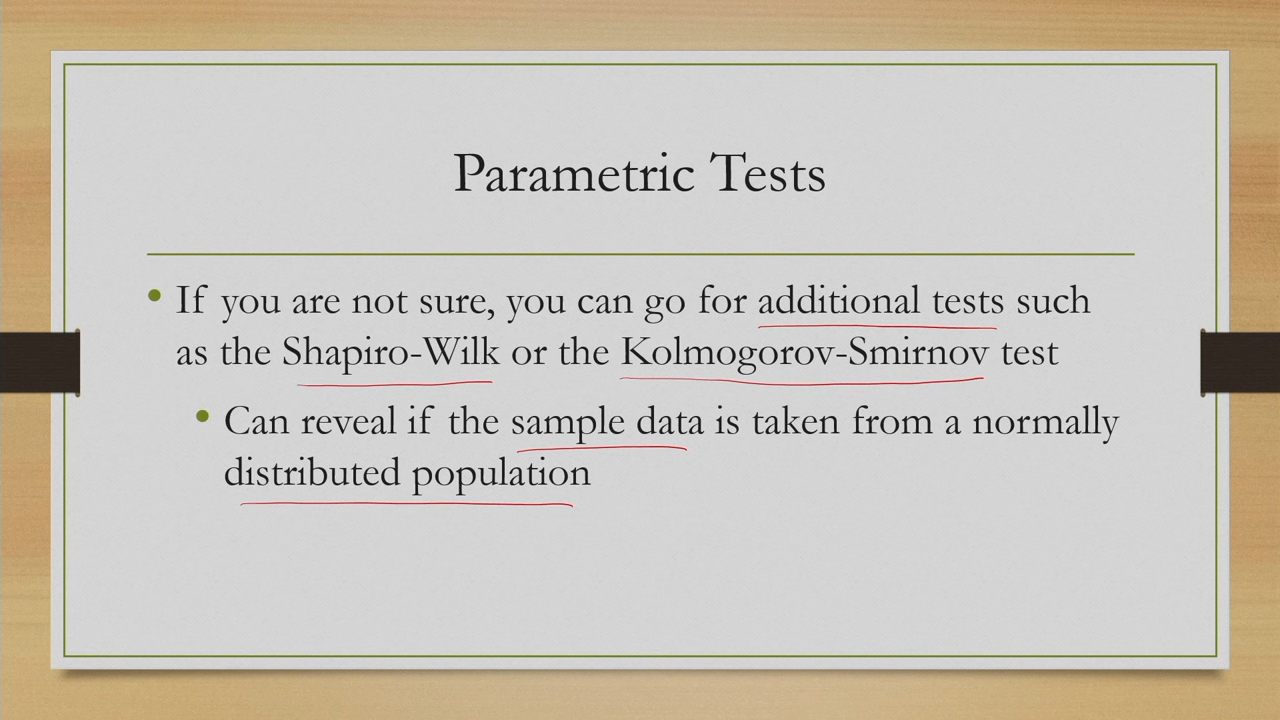 Parametric Tests
• If you are not sure, you can go for additional tests such
as the Shapiro-Wilk or the Kolmogorov-Smirnov test
• Can reveal if the sample data is taken from a normally
distributed population